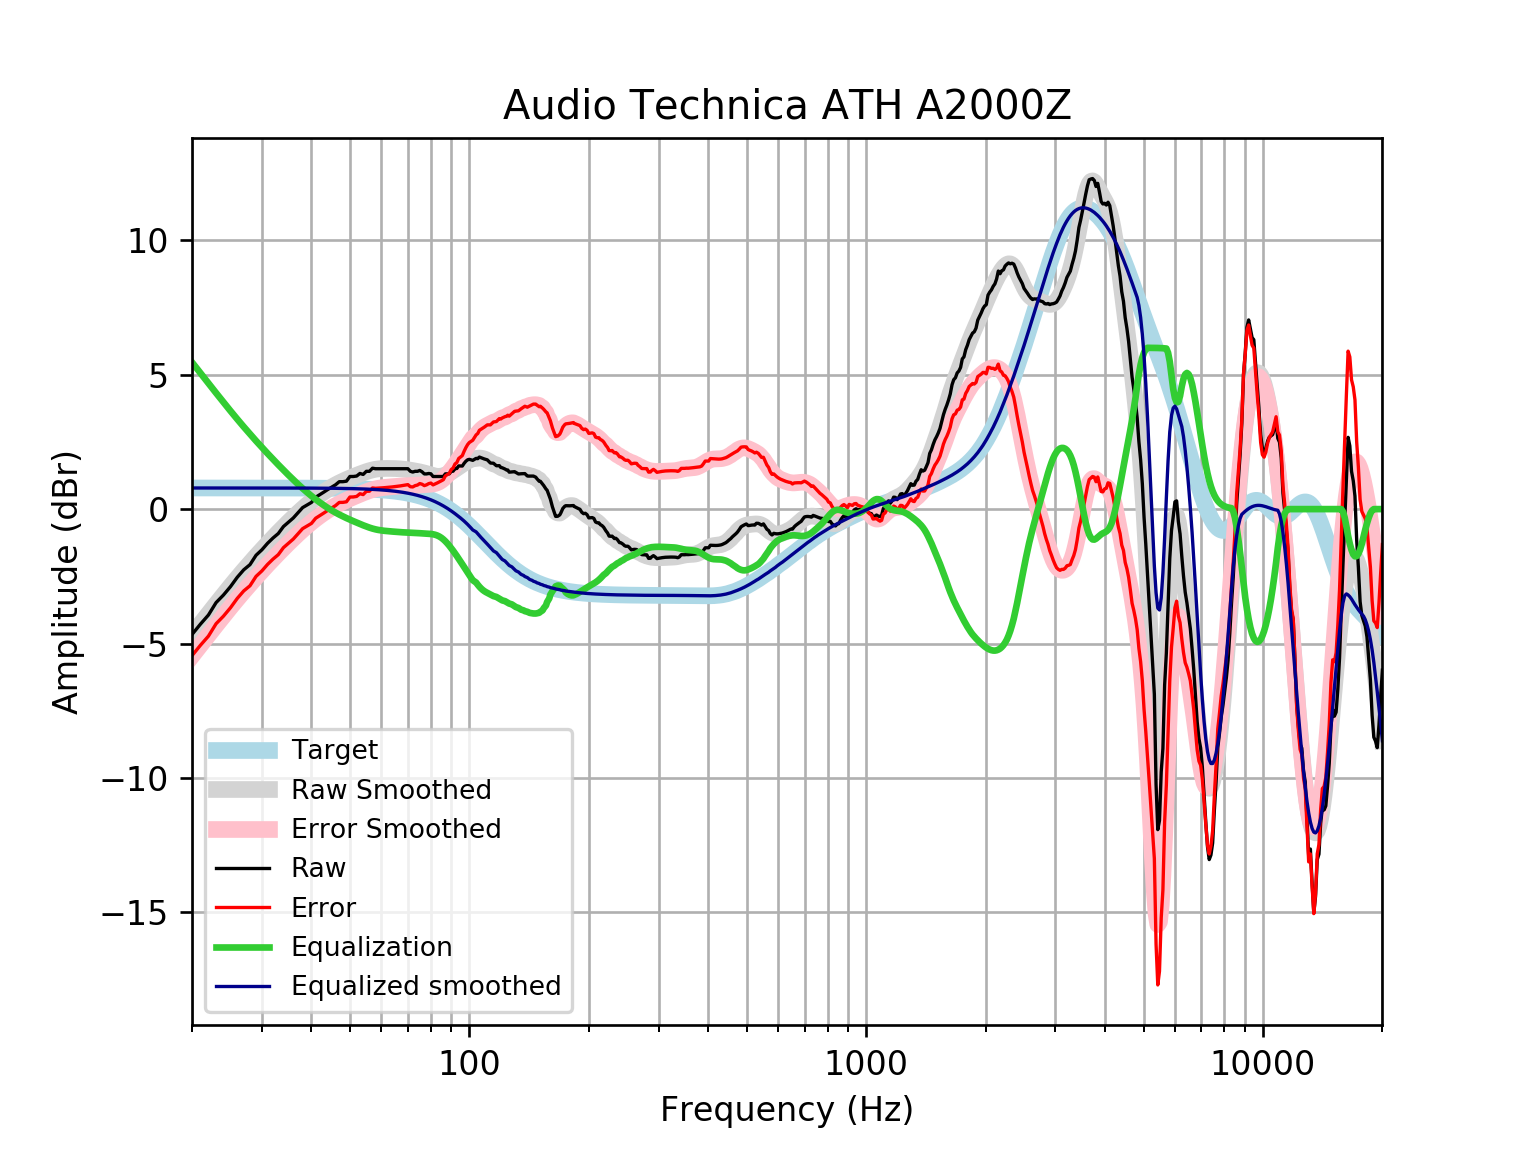 Audio Technica ATH A2000Z
Amplitude (dBr)
10
5
0
−5
−10
−15
Target
Raw Smoothed
Error Smoothed
Raw
Error
Equalization
Equalized smoothed
100
1000
10000
Frequency (Hz)